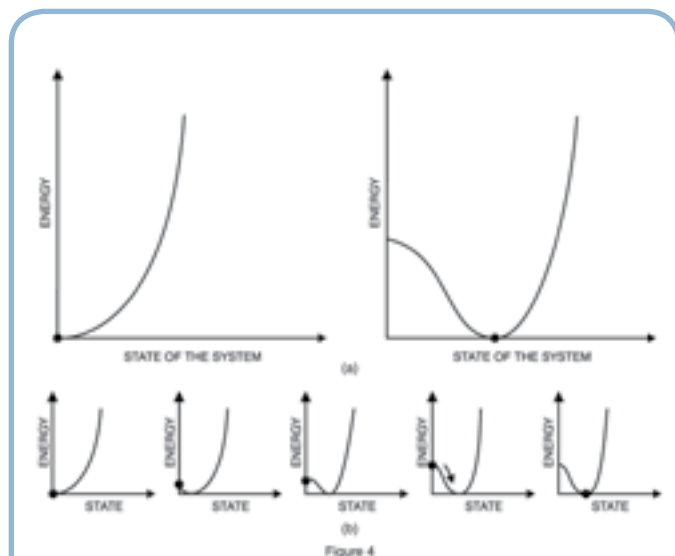 ENERGY
ENERGY
STATE OF THE SYSTEM
STATE OF THE SYSTEM
(a)
ENERGY
ENERGY
ENERGY
ENERGY
ENERGY
STATE
STATE
STATE
STATE
STATE
(b)
Figure 4